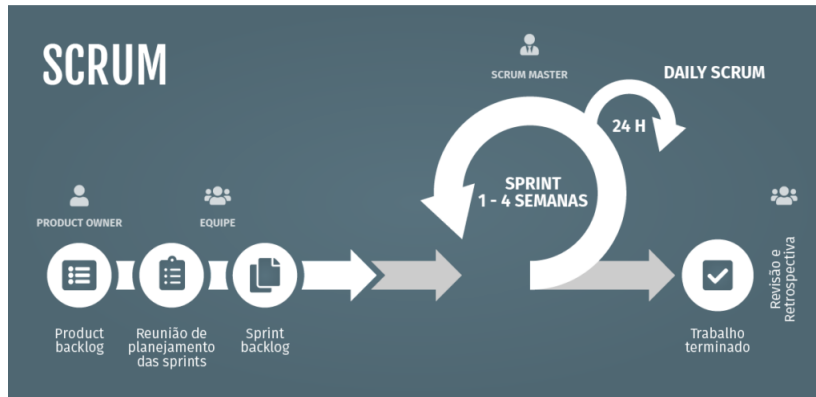 SCRUM
SCRUM MASTER
DAILY SCRUM
24 H
SPRINT
1 - 4 SEMANAS
PRODUCT OWNER
EQUIPE
Product
backlog
Reunião de
planejamento
das sprints
Sprint
backlog
Trabalho
terminado
Revisão e
Retrospectiva